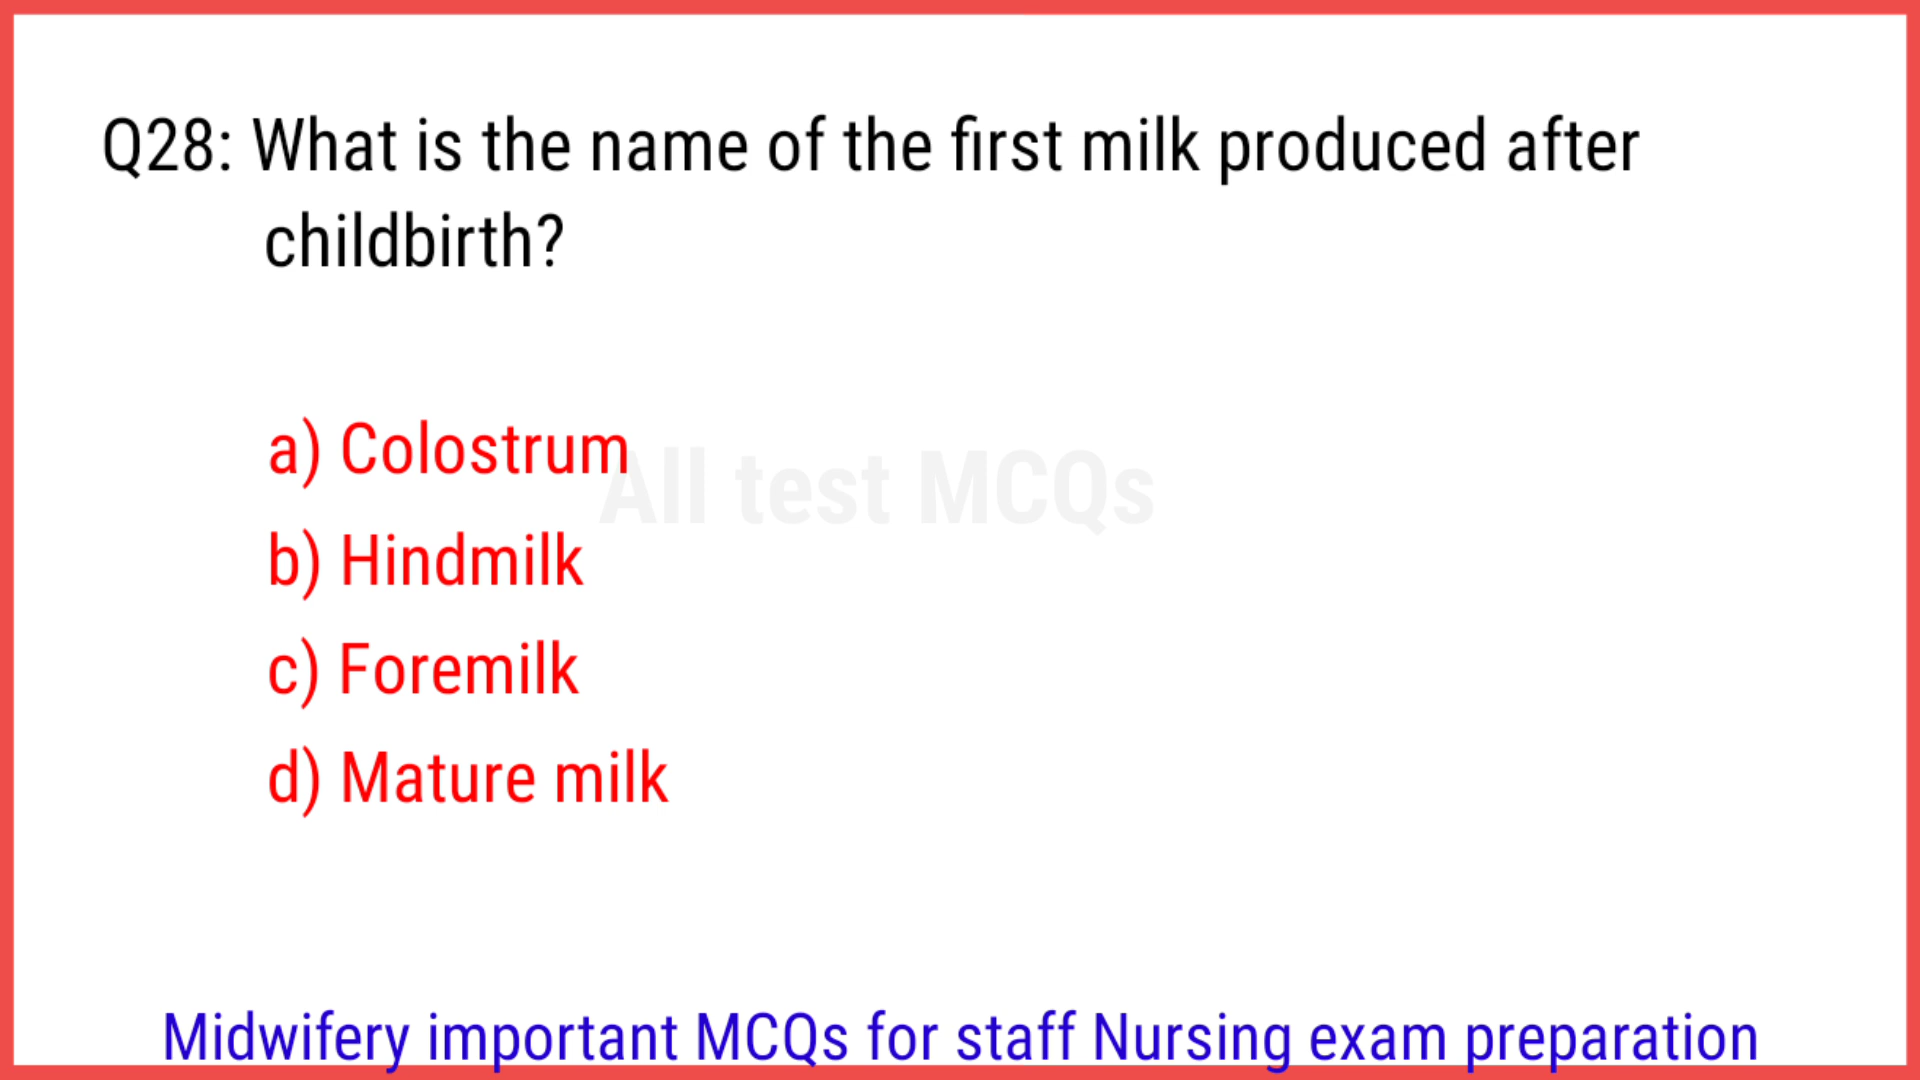 Q28: What is the name of the first milk produced after
childbirth?
a) Colostrum
All test MCQs
b) Hindmilk
c) Foremilk
d) Mature milk
Midwifery important MCQs for staff Nursing exam preparation